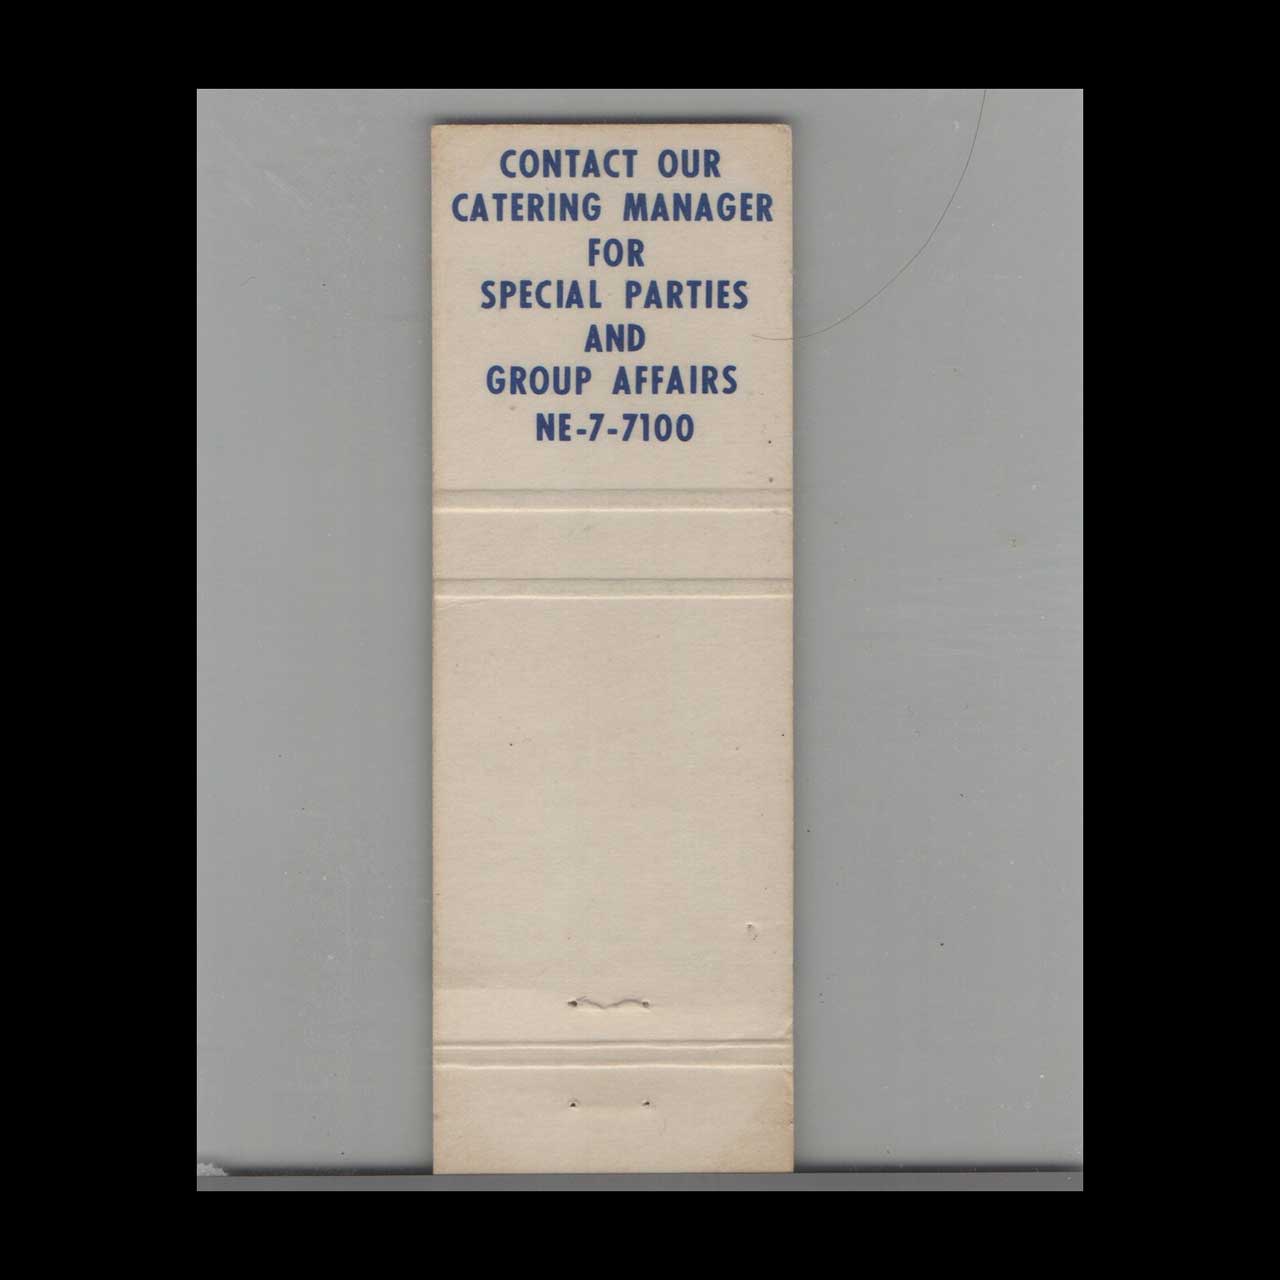 CONTACT OUR
CATERING MANAGER
FOR
SPECIAL PARTIES
AND
GROUP AFFAIRS
NE-7-7100